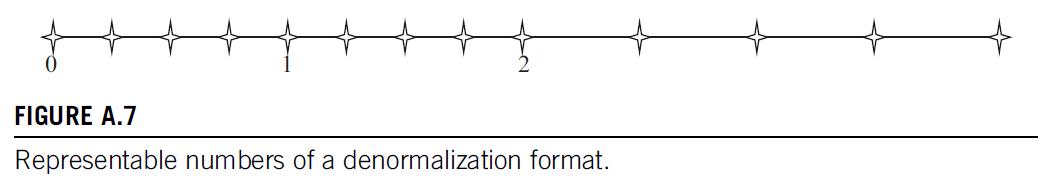 0 1 2
FIGURE A.7
Representable numbers of a denormalization format.